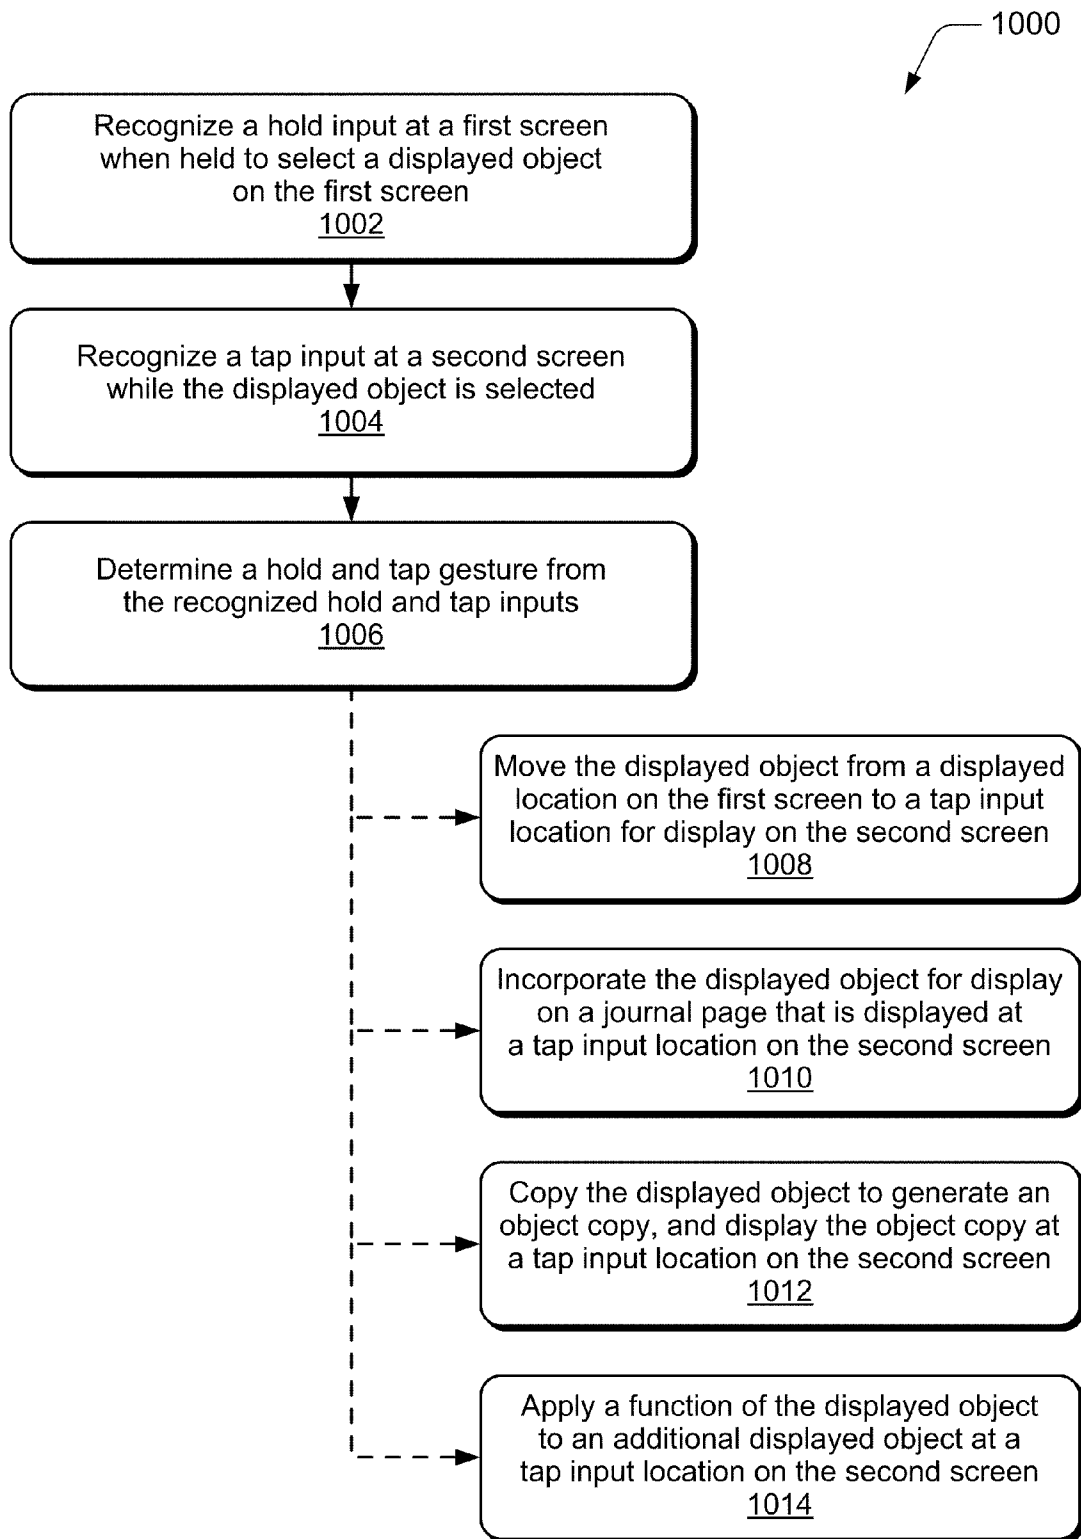 1000
Recognize a hold input at a first screen
when held to select a displayed object
on the first screen
1002
Recognize a tap input at a second screen
while the displayed object is selected
1004
Determine a hold and tap gesture from
the recognized hold and tap inputs
1006
Move the displayed object from a displayed
location on the first screen to a tap input
location for display on the second screen
1008
Incorporate the displayed object for display
on a journal page that is displayed at
a tap input location on the second screen
1010
Copy the displayed object to generate an
object copy, and display the object copy at
a tap input location on the second screen
1012
Apply a function of the displayed object
to an additional displayed object at a
tap input location on the second screen
1014